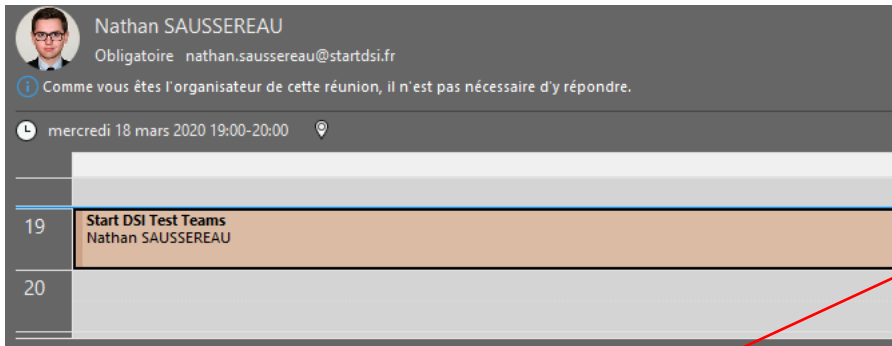 Nathan SAUSSEREAU
Obligatoire nathan.saussereau@startdsi.fr
Comme vous êtes l'organisateur de cette réunion, il n'est pas nécessaire d'y répondre.
mercredi 18 mars 2020 19:00-20:00
19
Start DSI Test Teams
Nathan SAUSSEREAU
20